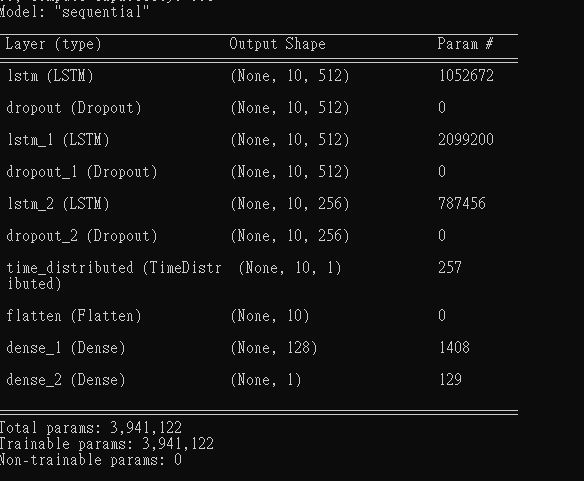 Model: "sequential"
Layer (type) Output Shape Param #
lstm (LSTM) (None, 10, 512) 1052672
dropout (Dropout) (None, 10, 512) 0
lstm_1 (LSTM) (None, 10, 512) 2099200
dropout_1 (Dropout) (None, 10, 512) 0
lstm_2 (LSTM) (None, 10, 256) 787456
dropout_2 (Dropout) (None, 10, 256) 0
time_distributed (TimeDistr (None, 10, 1) 257
ibuted)
flatten (Flatten) (None, 10) 0
dense_1 (Dense) (None, 128) 1408
dense_2 (Dense) (None, 1) 129
Total params: 3,941,122
Trainable params: 3,941,122
Non-trainable params: 0